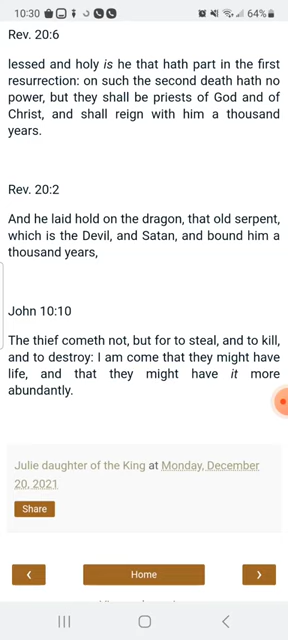 10:30
64%
Rev. 20:6
lessed and holy is he that hath part in the first
resurrection: on such the second death hath no
power, but they shall be priests of God and of
Christ, and shall reign with him a thousand
years.
Rev. 20:2
And he laid hold on the dragon, that old serpent,
which is the Devil, and Satan, and bound him a
thousand years,
John 10:10
The thief cometh not, but for to steal, and to kill,
and to destroy: I am come that they might have
life, and that they might have it more
abundantly.
Julie daughter of the King at Monday, December
20, 2021
Share
‹ Home ›